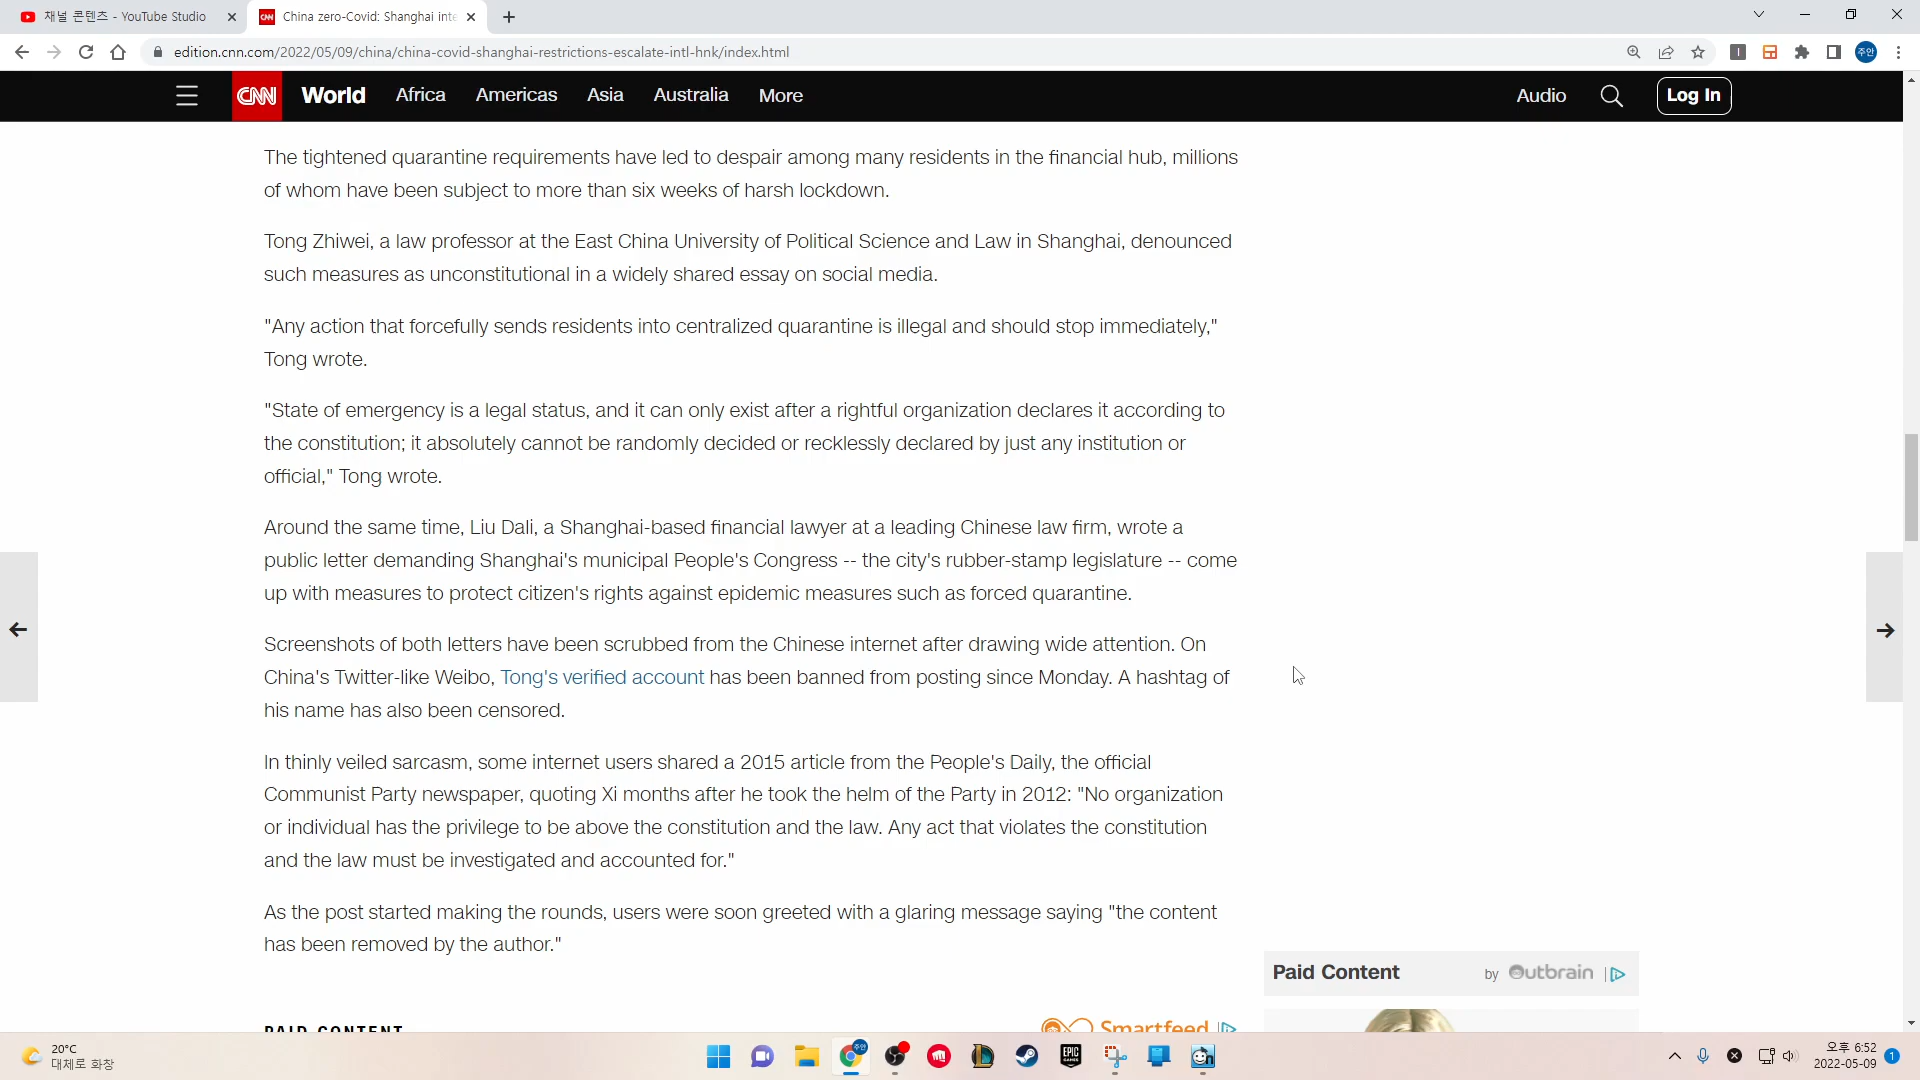 채널 콘텐츠 - YouTube Studio
China zero-Covid: Shanghai inte
edition.cnn.com/2022/05/09/china/china-covid-shanghai-restrictions-escalate-intl-hnk/index.html
주안
CNN World Africa Americas Asia Australia More Audio Log In
The tightened quarantine requirements have led to despair among many residents in the financial hub, millions
of whom have been subject to more than six weeks of harsh lockdown.
Tong Zhiwei, a law professor at the East China University of Political Science and Law in Shanghai, denounced
such measures as unconstitutional in a widely shared essay on social media.
"Any action that forcefully sends residents into centralized quarantine is illegal and should stop immediately,"
Tong wrote.
"State of emergency is a legal status, and it can only exist after a rightful organization declares it according to
the constitution; it absolutely cannot be randomly decided or recklessly declared by just any institution or
official," Tong wrote.
Around the same time, Liu Dali, a Shanghai-based financial lawyer at a leading Chinese law firm, wrote a
public letter demanding Shanghai's municipal People's Congress -- the city's rubber-stamp legislature -- come
up with measures to protect citizen's rights against epidemic measures such as forced quarantine.
Screenshots of both letters have been scrubbed from the Chinese internet after drawing wide attention. On
China's Twitter-like Weibo, Tong's verified account has been banned from posting since Monday. A hashtag of
his name has also been censored.
In thinly veiled sarcasm, some internet users shared a 2015 article from the People's Daily, the official
Communist Party newspaper, quoting Xi months after he took the helm of the Party in 2012: "No organization
or individual has the privilege to be above the constitution and the law. Any act that violates the constitution
and the law must be investigated and accounted for."
As the post started making the rounds, users were soon greeted with a glaring message saying "the content
has been removed by the author."
Paid Content by Outbrain
PAID CONTENT Smartfeed
20°C
대체로 화창
주안
EPIC GAMES
오후 6:52
2022-05-09
1